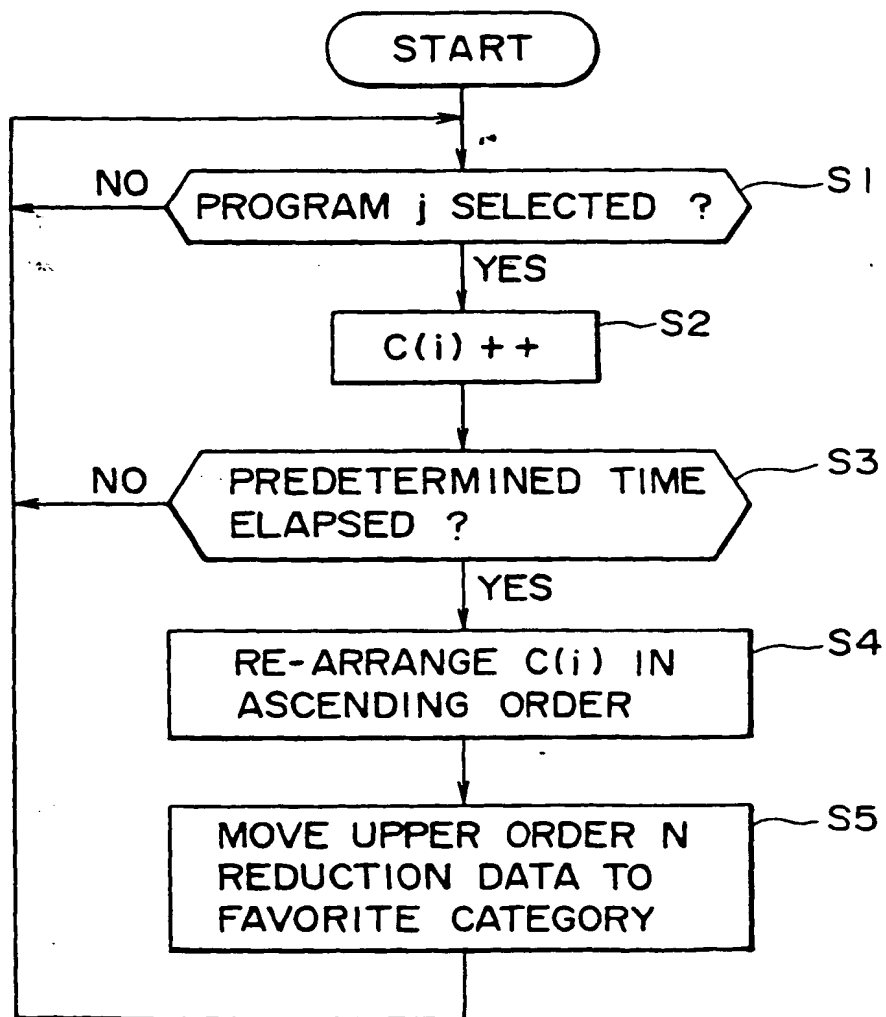 START
NO
PROGRAM j SELECTED ?
S1
YES
C(i) + +
S2
NO
PREDETERMINED TIME
ELAPSED ?
S3
YES
RE-ARRANGE C(i) IN
ASCENDING ORDER
S4
MOVE UPPER ORDER N
REDUCTION DATA TO
FAVORITE CATEGORY
S5